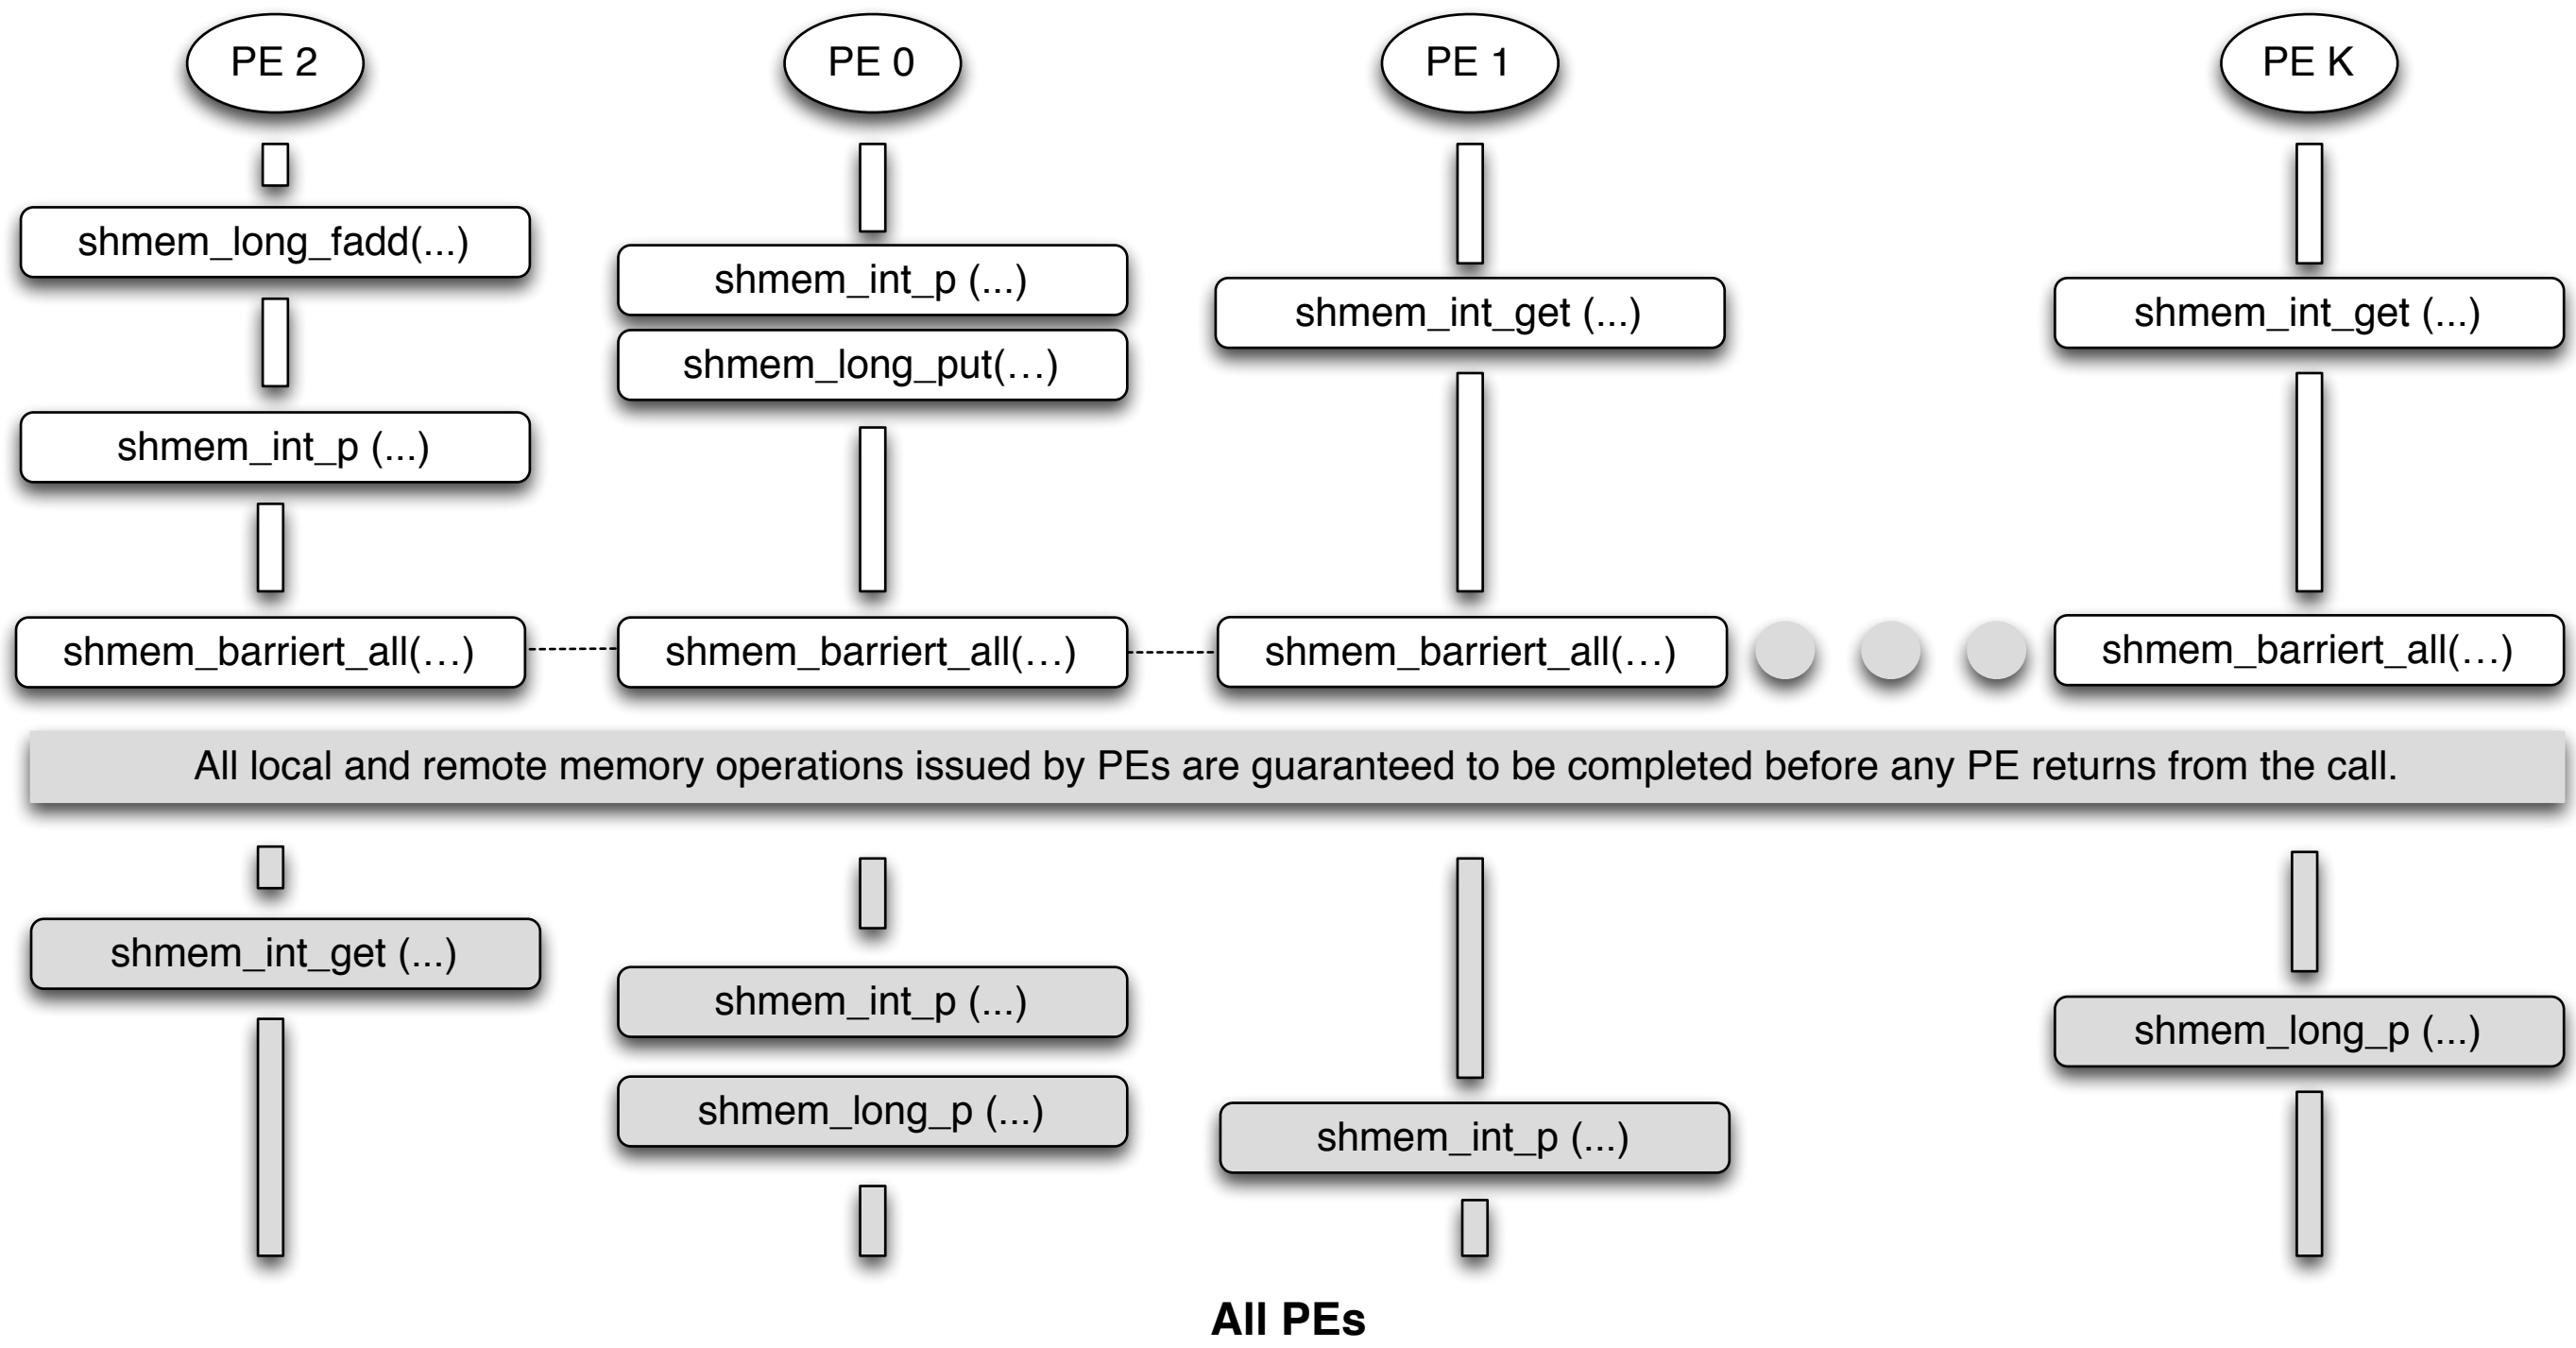 PE 2
PE 0
PE 1
PE K
shmem_long_fadd(...)
shmem_int_p (...)
shmem_int_get (...)
shmem_int_get (...)
shmem_long_put(…)
shmem_int_p (...)
shmem_barriert_all(…)
shmem_barriert_all(…)
shmem_barriert_all(…)
shmem_barriert_all(…)
All local and remote memory operations issued by PEs are guaranteed to be completed before any PE returns from the call.
shmem_int_get (...)
shmem_int_p (...)
shmem_long_p (...)
shmem_long_p (...)
shmem_int_p (...)
All PEs